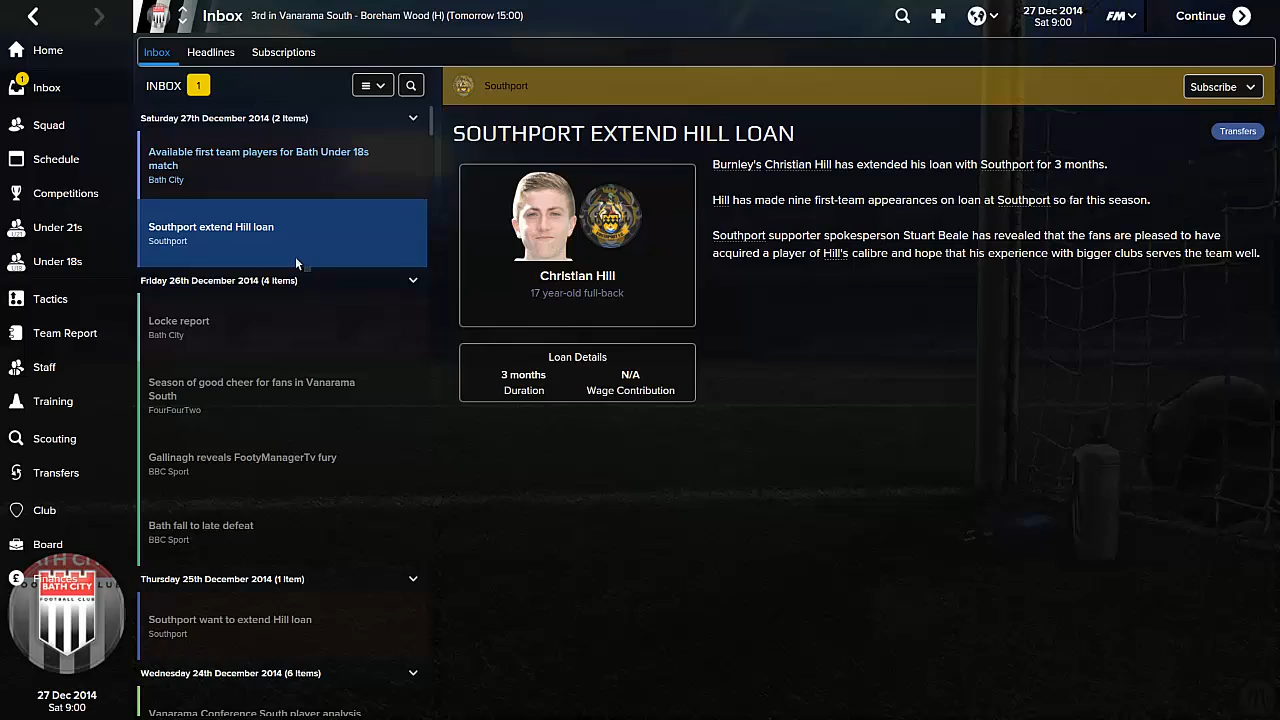 Inbox
3rd in Vanarama South - Boreham Wood (H) (Tomorrow 15:00)
27 Dec 2014
Sat 9:00
FM
Continue
Home
1
Inbox
Squad
Schedule
Competitions
Under 21s
Under 18s
Tactics
Team Report
Staff
Training
Scouting
Transfers
Club
Board
Finances
BATH CITY
FOOTBALL CLUB
27 Dec 2014
Sat 9:00
Inbox
Headlines
Subscriptions
INBOX
1
Saturday 27th December 2014 (2 Items)
Available first team players for Bath Under 18s
match
Bath City
Southport extend Hill loan
Southport
Friday 26th December 2014 (4 Items)
Locke report
Bath City
Season of good cheer for fans in Vanarama
South
FourFourTwo
Gallinagh reveals FootyManagerTv fury
BBC Sport
Bath fall to late defeat
BBC Sport
Thursday 25th December 2014 (1 Item)
Southport want to extend Hill loan
Southport
Wednesday 24th December 2014 (6 Items)
Vanarama Conference South player analysis
Southport
Subscribe
SOUTHPORT EXTEND HILL LOAN
Transfers
Christian Hill
17 year-old full-back
Loan Details
3 months
N/A
Duration
Wage Contribution
Burnley's Christian Hill has extended his loan with Southport for 3 months.
Hill has made nine first-team appearances on loan at Southport so far this season.
Southport supporter spokesperson Stuart Beale has revealed that the fans are pleased to have
acquired a player of Hill's calibre and hope that his experience with bigger clubs serves the team well.